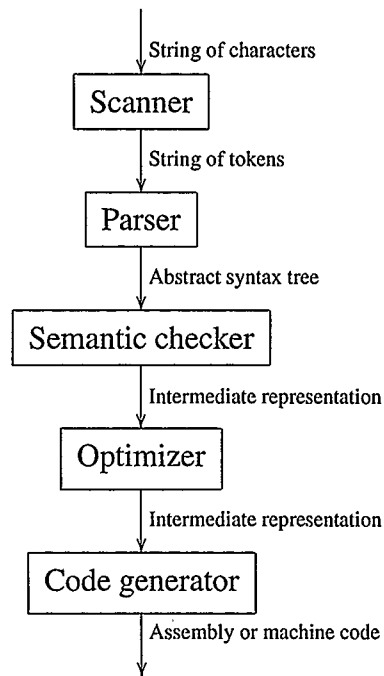 String of characters
Scanner
String of tokens
Parser
Abstract syntax tree
Semantic checker
Intermediate representation
Optimizer
Intermediate representation
Code generator
Assembly or machine code